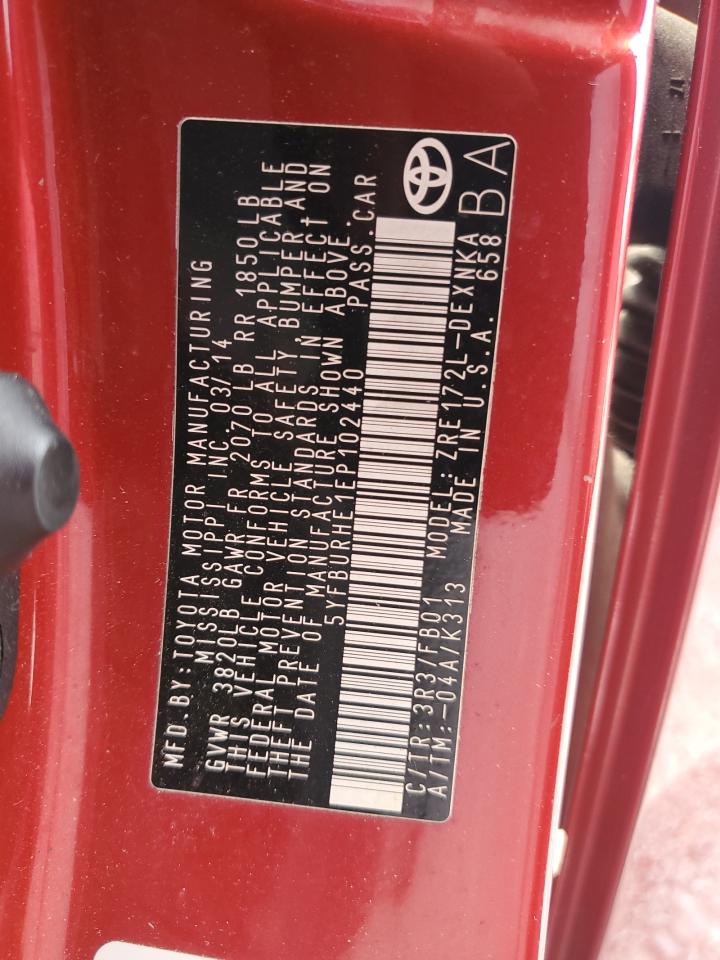 MFD.BY:TOYOTA MOTOR MANUFACTURING
MISSISSIPPI INC.03/14
GVWR 3820LB GAWR FR 2070LB RR 1850LB
THIS VEHICLE CONFORMS TO ALL APPLICABLE
FEDERAL MOTOR VEHICLE SAFETY,BUMPER,AND
THEFT PREVENTION STANDARDS IN EFFECT ON
THE DATE OF MANUFACTURE SHOWN ABOVE.
5YFBURHE1EP102440 PASS.CAR
C/TR:3R3/FB01 MODEL:ZRE172L-DEXNKA
A/TM:-04A/K313 MADE IN U.S.A. 658
BA